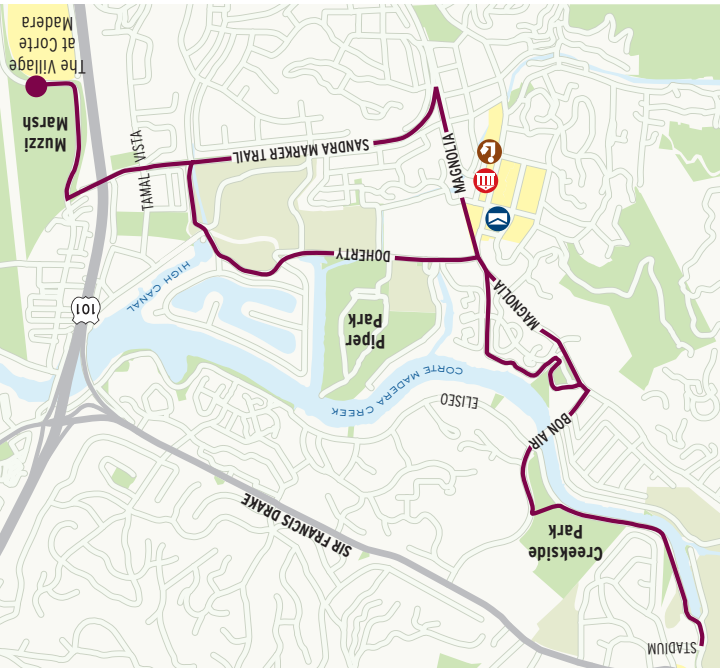 STADIUM
Creekside
Park
SIR FRANCIS DRAKE
BON AIR
ELISEO
CORTE MADERA CREEK
Piper
Park
101
MAGNOLIA
HIGH CANAL
DOHERTY
MAGNOLIA
TAMAL VISTA
SANDRA MARKER TRAIL
Muzzi
Marsh
The Village
at Corte
Madera